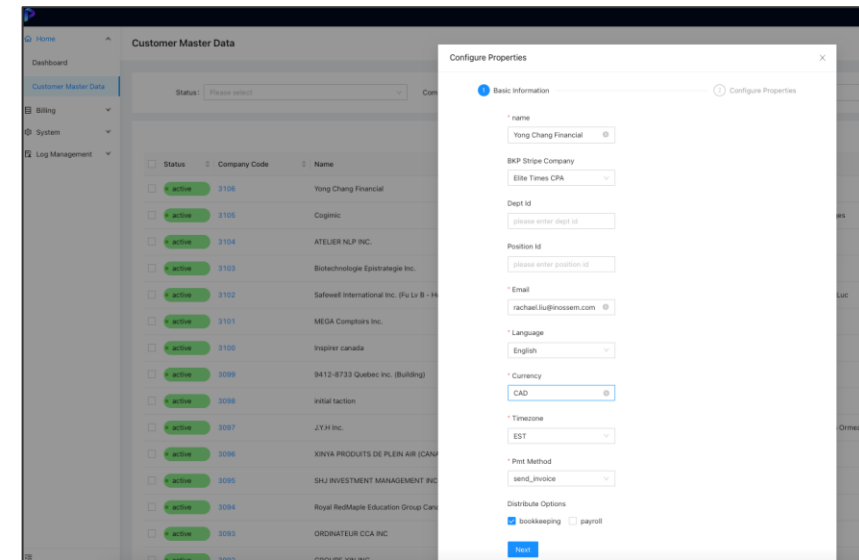 Home
Dashboard
Customer Master Data
Billing
System
Log Management
Customer Master Data
Status: Please select
Com
Status Company Code Name
active 3106 Yong Chang Financial
active 3105 Cogimic
active 3104 ATELIER NLP INC.
active 3103 Biotechnologie Epistrategie Inc.
active 3102 Safewell International Inc. (Fu Lv B - H
active 3101 MEGA Comptoirs Inc.
active 3100 Inspirer canada
active 3099 9412-8733 Quebec inc. (Building)
active 3098 initial taction
active 3097 J.Y.H Inc.
active 3096 XINYA PRODUITS DE PLEIN AIR (CANA
active 3095 SHJ INVESTMENT MANAGEMENT INC
active 3094 Royal RedMaple Education Group Cana
active 3093 ORDINATEUR CCA INC
Configure Properties
1 Basic Information
2 Configure Properties
* name
Yong Chang Financial
BKP Stripe Company
Elite Times CPA
Dept Id
please enter dept id
Position Id
please enter position id
* Email
rachael.liu@inossem.com
* Language
English
* Currency
CAD
* Timezone
EST
* Pmt Method
send_invoice
Distribute Options
bookkeeping payroll
Next
es
Luc
Ormea